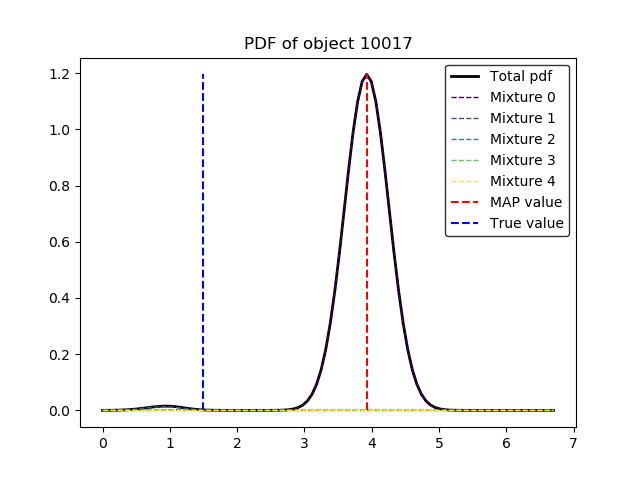 PDF of object 10017
1.2
1.0
0.8
0.6
0.4
0.2
0.0
0 1 2 3 4 5 6 7
Total pdf
Mixture 0
Mixture 1
Mixture 2
Mixture 3
Mixture 4
MAP value
True value